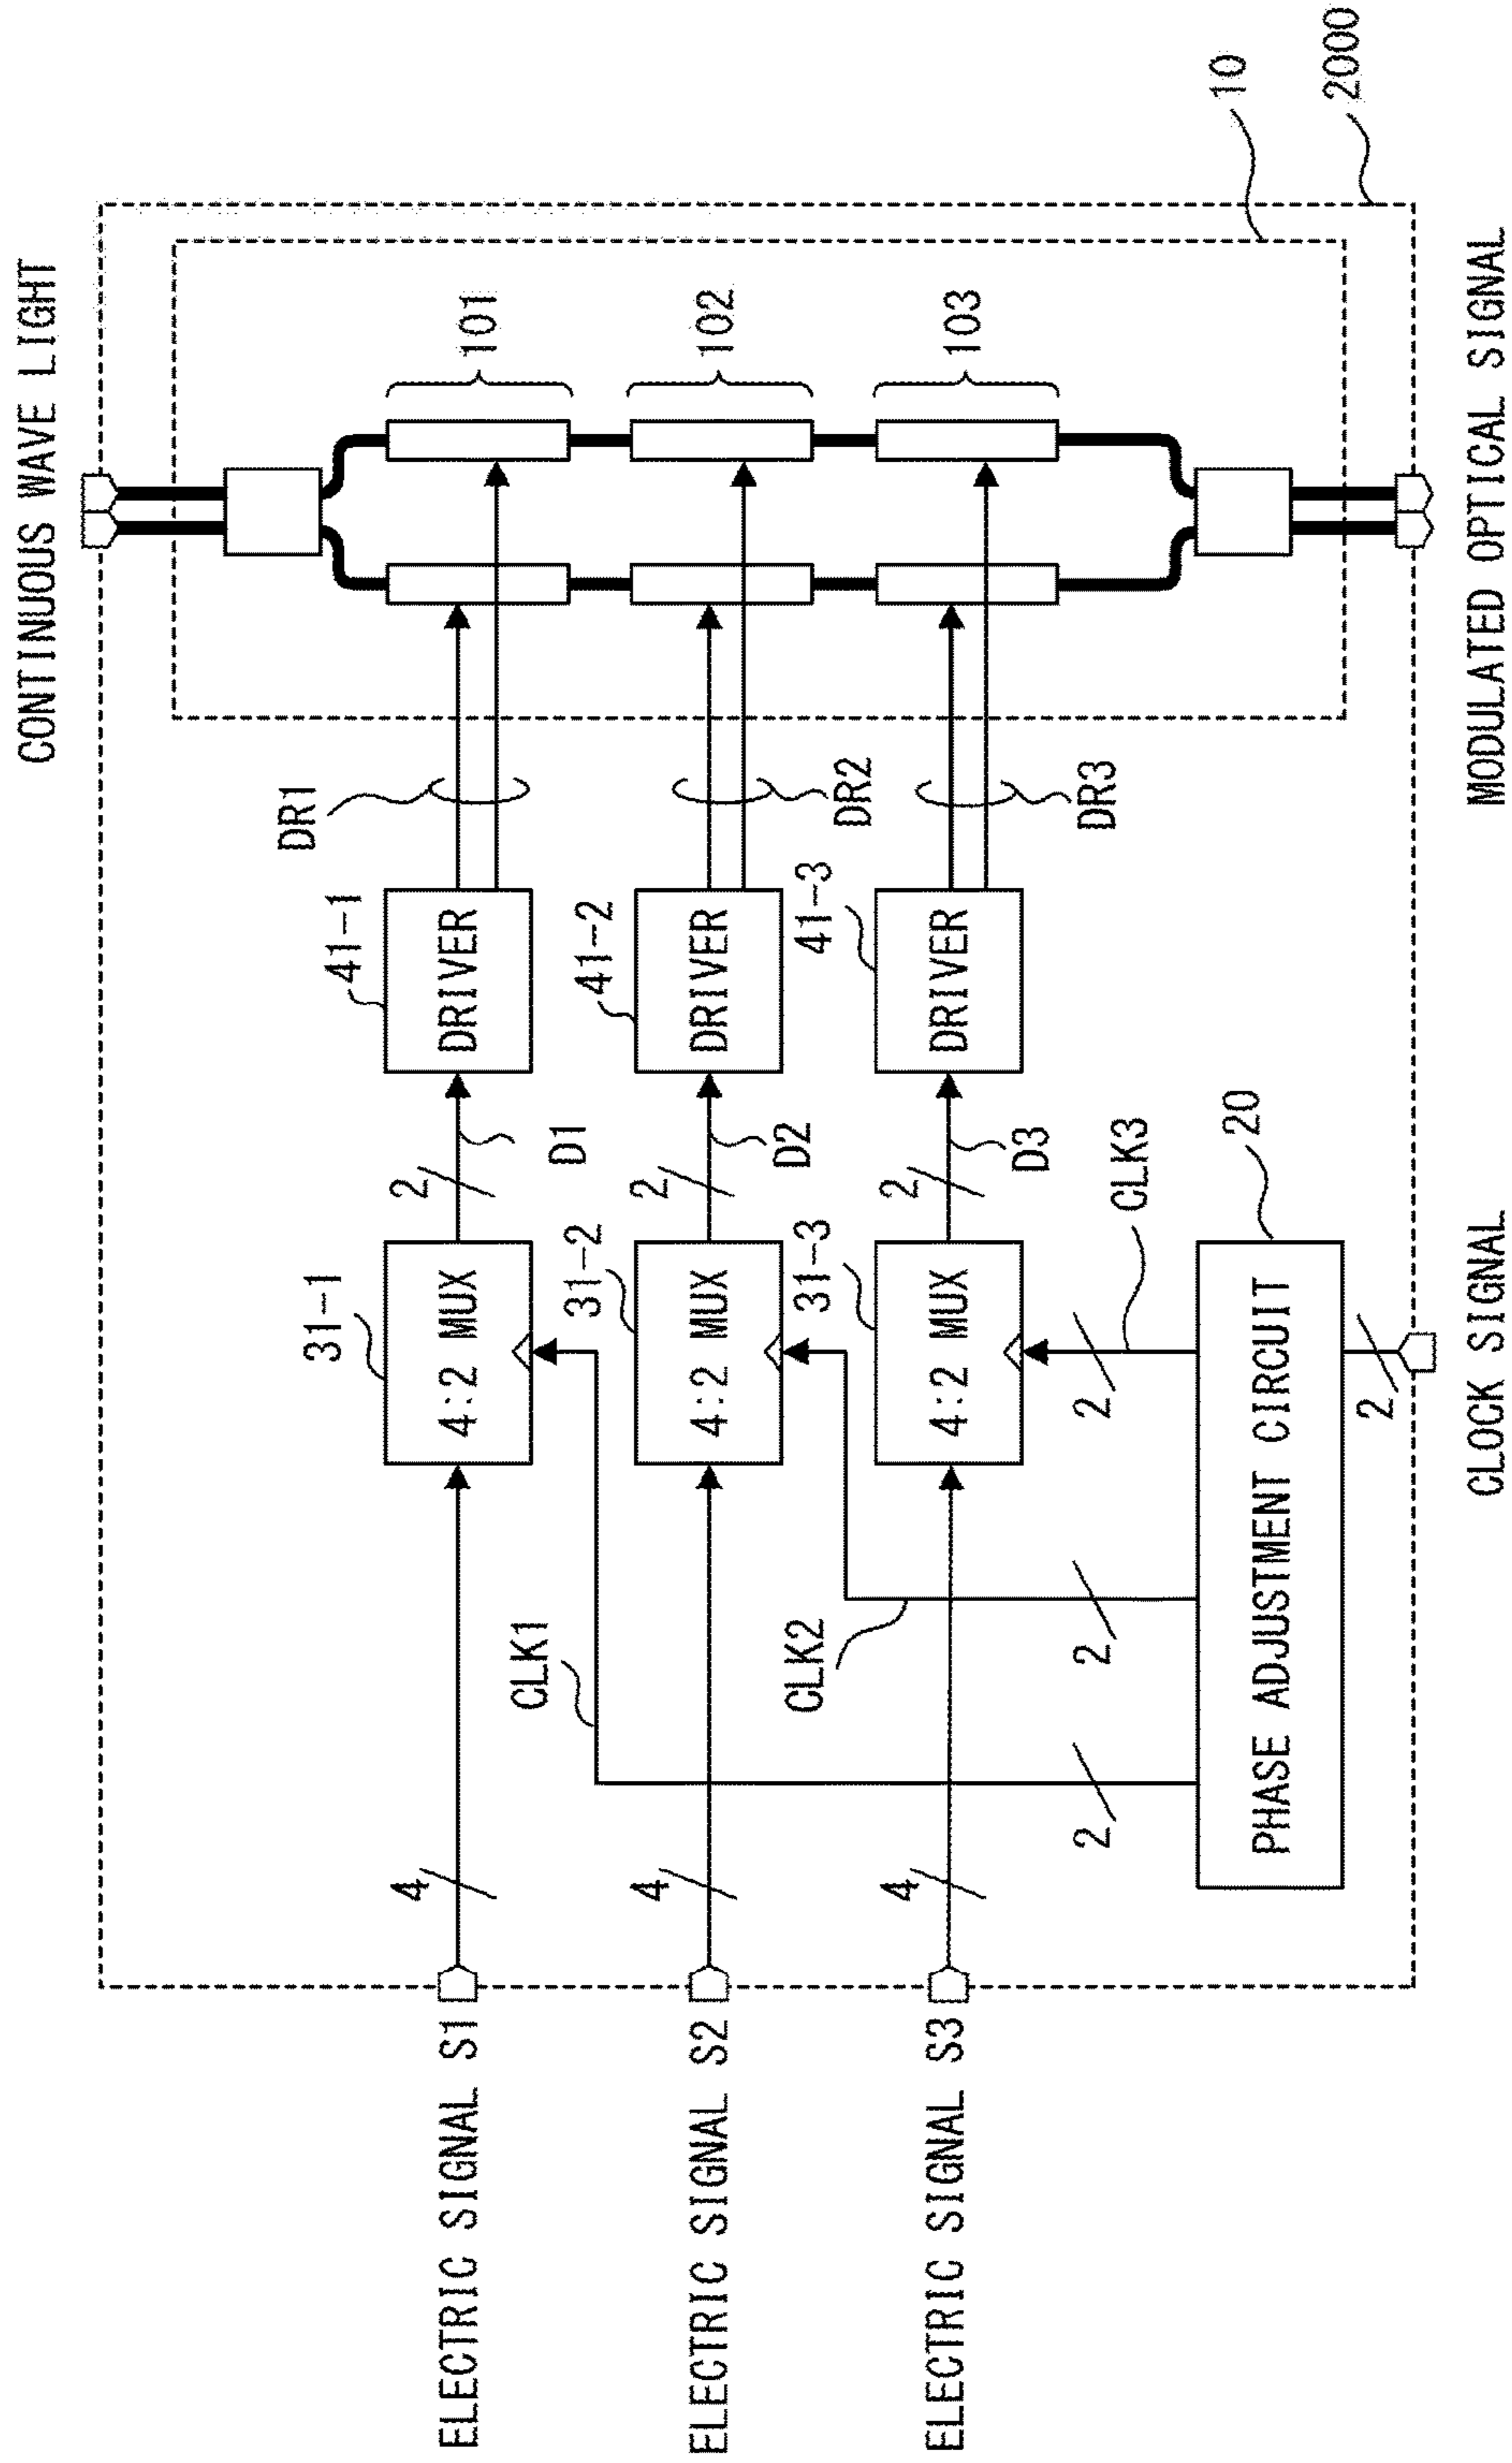 CONTINUOUS WAVE LIGHT
10
2000
101
102
103
DR1
DR2
DR3
41-1
DRIVER
41-2
DRIVER
41-3
DRIVER
2
D1
2
D2
2
D3
31-1
4:2 MUX
31-2
4:2 MUX
31-3
4:2 MUX
CLK1
CLK2
CLK3
2
2
2
20
PHASE ADJUSTMENT CIRCUIT
2
4
4
4
ELECTRIC SIGNAL S1
ELECTRIC SIGNAL S2
ELECTRIC SIGNAL S3
CLOCK SIGNAL
MODULATED OPTICAL SIGNAL